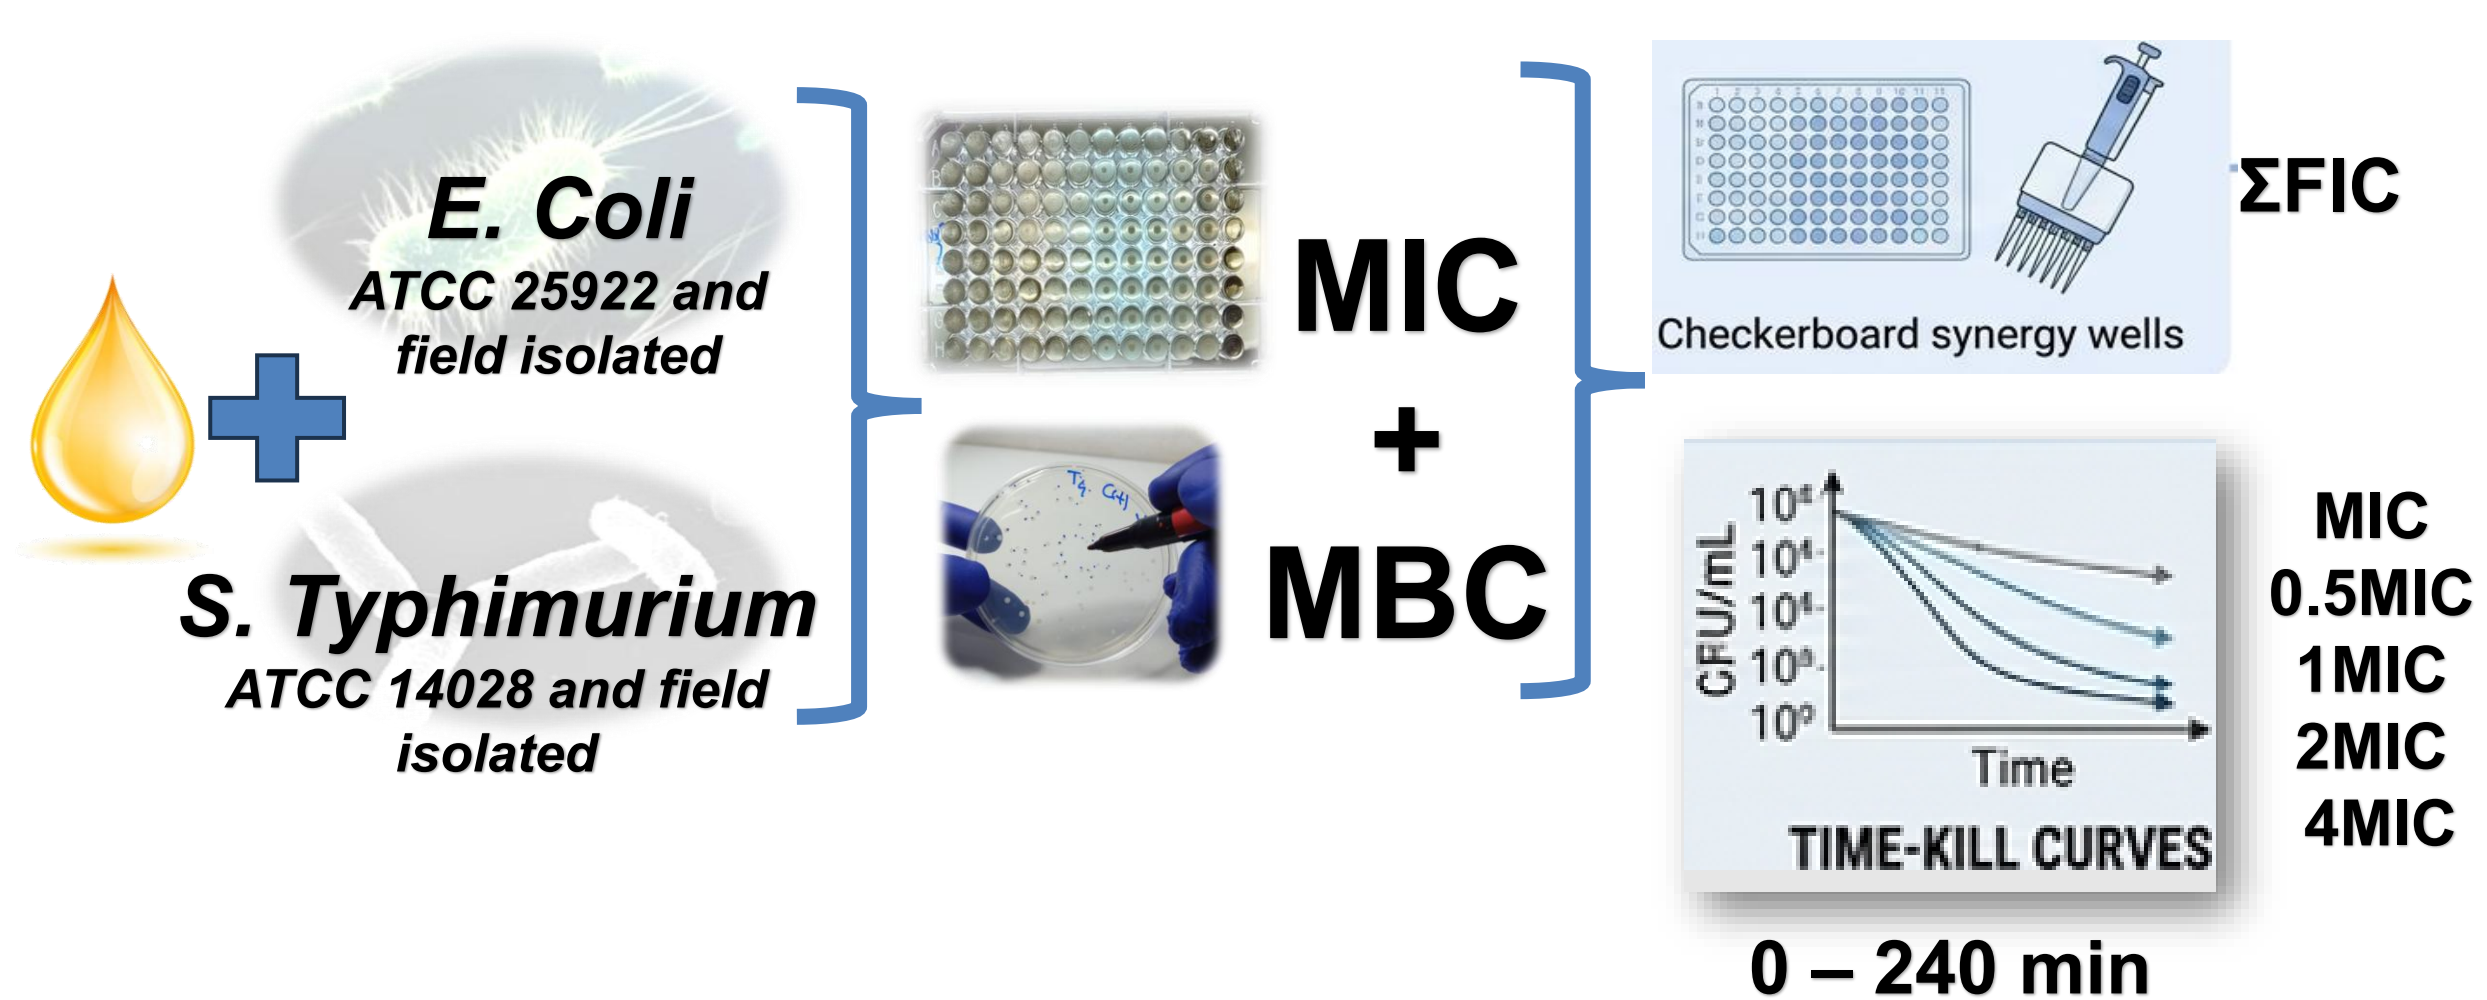 E. Coli
ATCC 25922 and
field isolated
S. Typhimurium
ATCC 14028 and field
isolated
MIC
+
MBC
Checkerboard synergy wells
ΣFIC
CFU/mL
Time
TIME-KILL CURVES
MIC
0.5MIC
1MIC
2MIC
4MIC
0 – 240 min